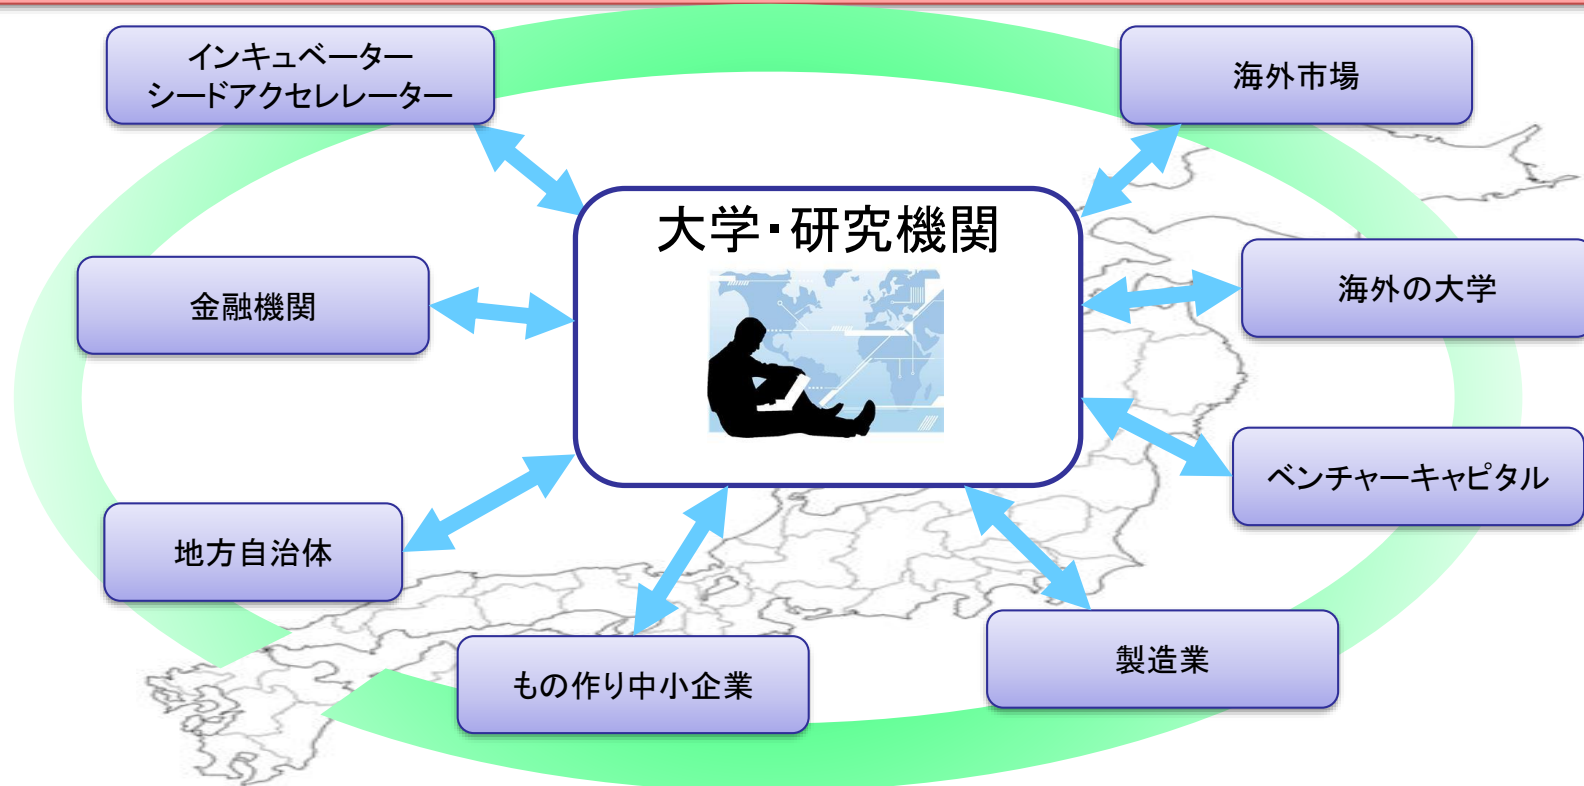 インキュベーター
シードアクセレレーター
海外市場
大学・研究機関
金融機関
海外の大学
ベンチャーキャピタル
地方自治体
もの作り中小企業
製造業